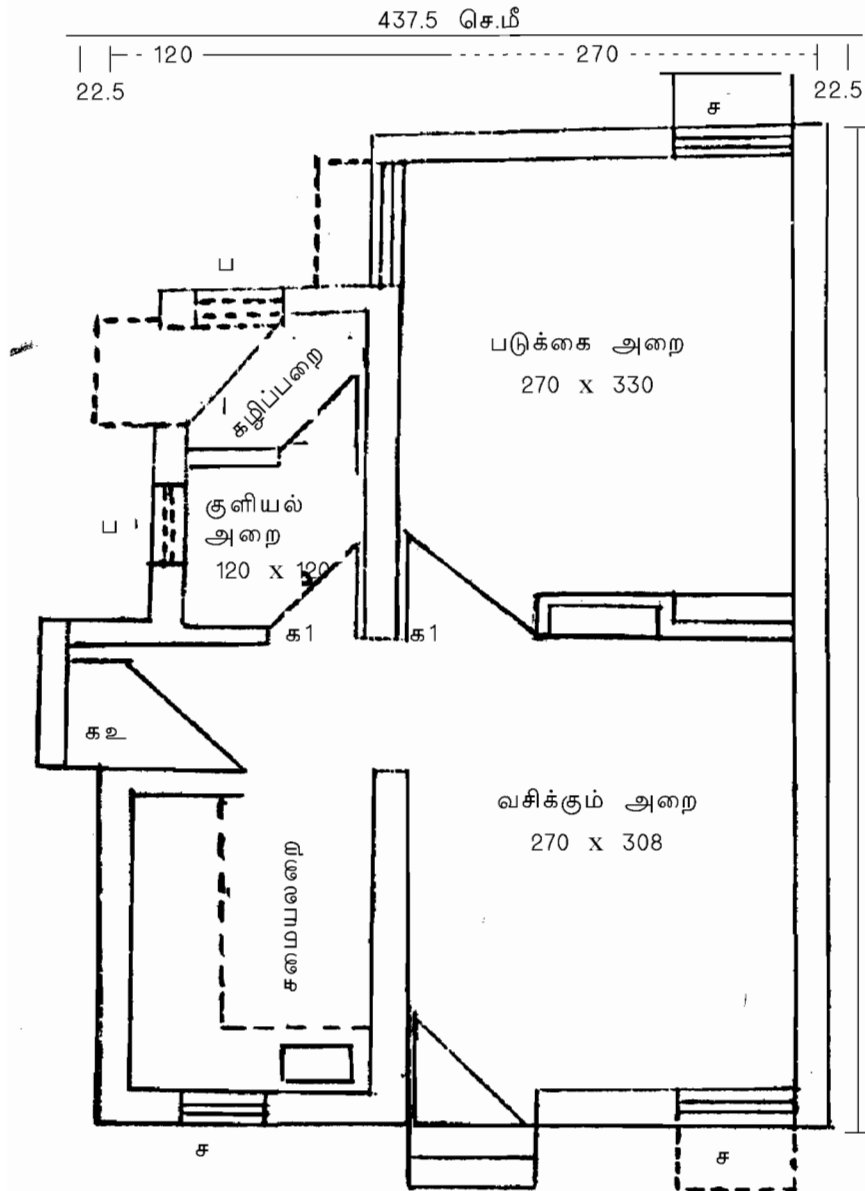 437.5 செ.மீ
120
270
22.5
22.5
ச
ப
படுக்கை அறை
270 x 330
கழிப்பறை
ப
குளியல்
அறை
120 x 120
க1
க1
கஉ
வசிக்கும் அறை
270 x 308
சமையலறை
ச
ச